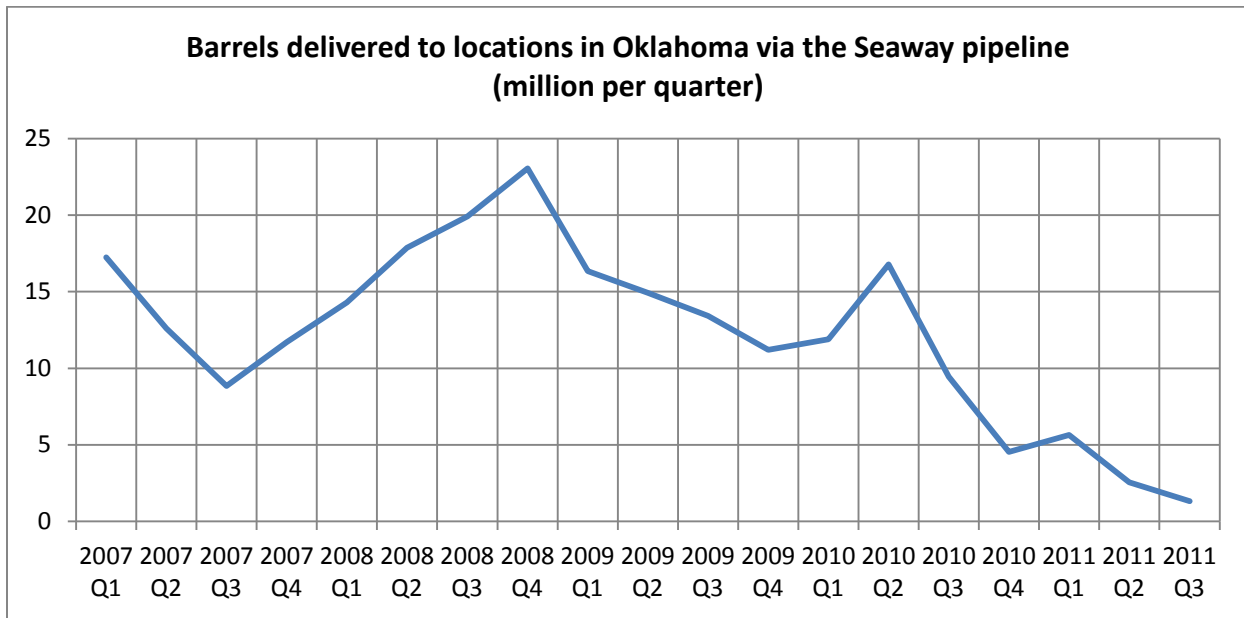 Barrels delivered to locations in Oklahoma via the Seaway pipeline
(million per quarter)
25
20
15
10
5
0
2007 2007 2007 2007 2008 2008 2008 2008 2009 2009 2009 2009 2010 2010 2010 2010 2011 2011 2011
Q1 Q2 Q3 Q4 Q1 Q2 Q3 Q4 Q1 Q2 Q3 Q4 Q1 Q2 Q3 Q4 Q1 Q2 Q3